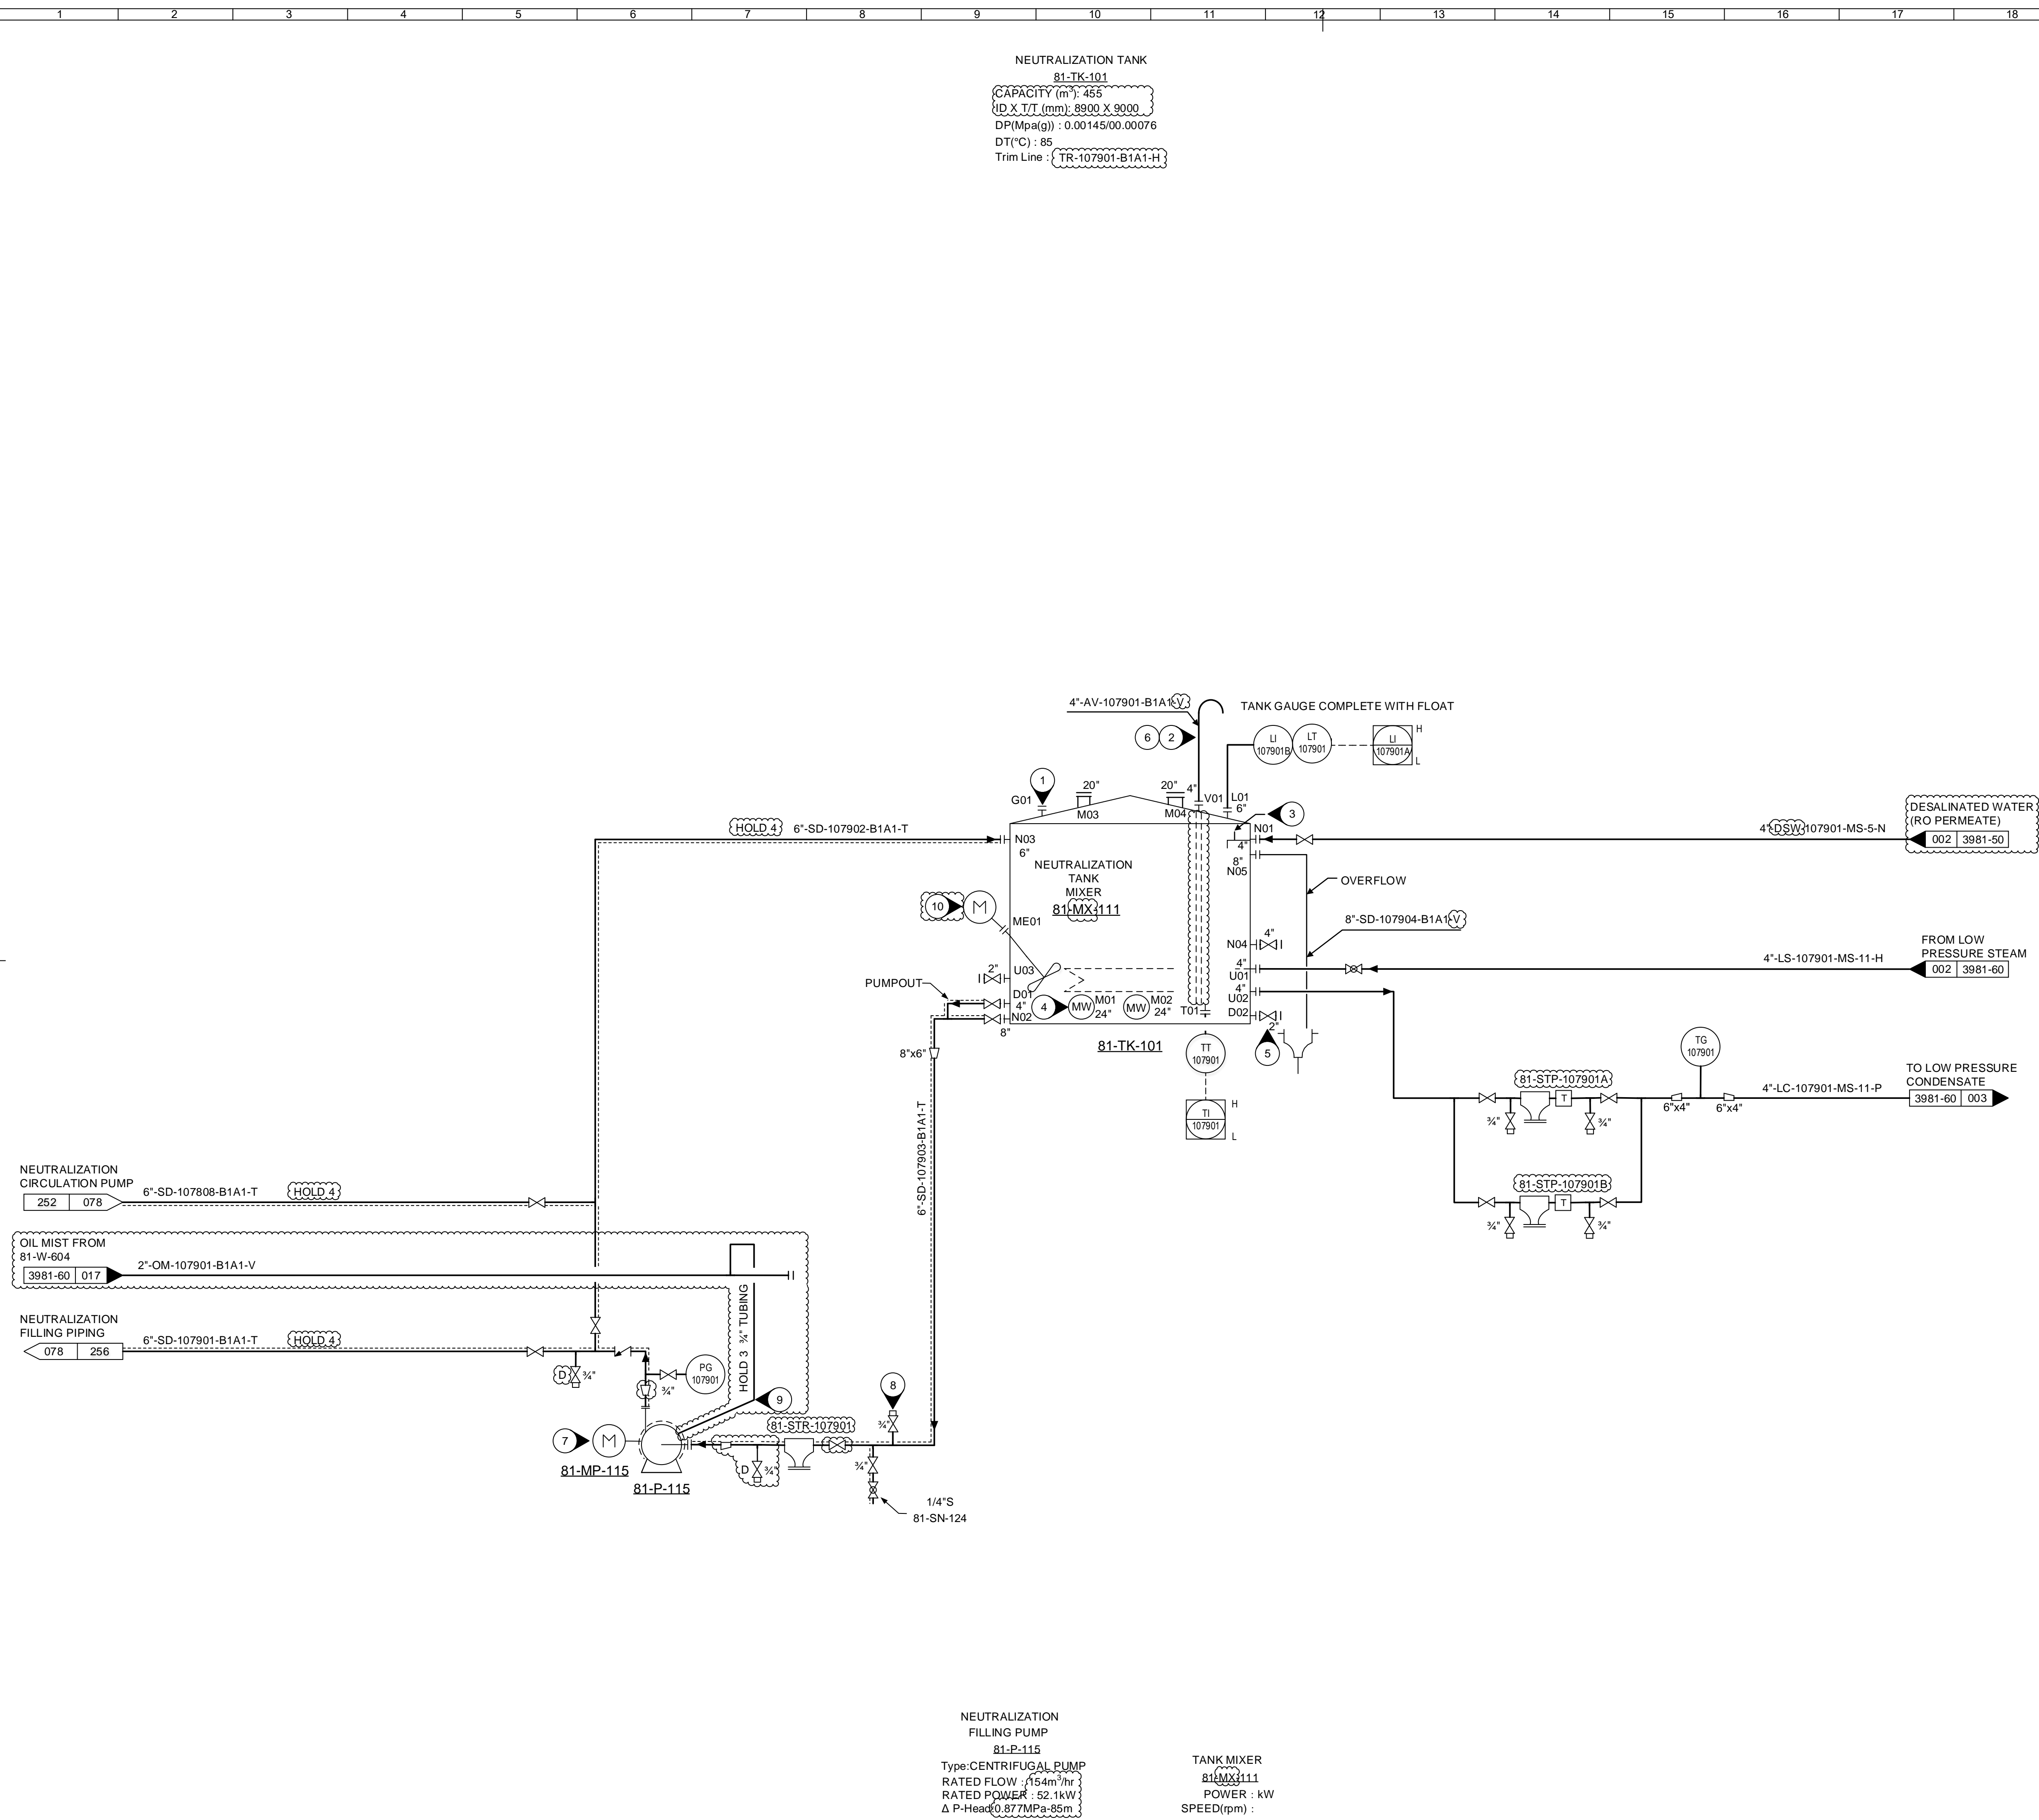 1 2 3 4 5 6 7 8 9 10 11 12 13 14 15 16 17 18
NEUTRALIZATION TANK
81-TK-101
CAPACITY (m³): 455
ID X T/T (mm): 8900 X 9000
DP(Mpa(g)) : 0.00145/00.00076
DT(°C) : 85
Trim Line : TR-107901-B1A1-H
4"-AV-107901-B1A1-V
TANK GAUGE COMPLETE WITH FLOAT
6 2
LI
107901B
LT
107901
LI
107901A
H
L
1
G01
20"
M03
20"
M04
4"
V01
L01
6"
3
N01
4"
4"-DSW-107901-MS-5-N
DESALINATED WATER
(RO PERMEATE)
002 3981-50
HOLD 4
6"-SD-107902-B1A1-T
N03
6"
NEUTRALIZATION
TANK
MIXER
81-MX-111
8"
N05
OVERFLOW
10
M
ME01
8"-SD-107904-B1A1-V
N04
4"
FROM LOW
PRESSURE STEAM
002 3981-60
4"-LS-107901-MS-11-H
2"
U03
4"
U01
PUMPOUT
D01
4"
N02
8"
4
MW
M01
24"
MW
M02
24"
T01
4"
U02
D02
2"
5
81-TK-101
8"x6"
TT
107901
TI
107901
H
L
6"-SD-107903-B1A1-T
TG
107901
81-STP-107901A
T
¾"
¾"
6"x4"
6"x4"
4"-LC-107901-MS-11-P
TO LOW PRESSURE
CONDENSATE
3981-60 003
81-STP-107901B
T
¾"
¾"
NEUTRALIZATION
CIRCULATION PUMP
252 078
6"-SD-107808-B1A1-T
HOLD 4
OIL MIST FROM
81-W-604
3981-60 017
2"-OM-107901-B1A1-V
HOLD 3 ¾" TUBING
NEUTRALIZATION
FILLING PIPING
078 256
6"-SD-107901-B1A1-T
HOLD 4
D
¾"
PG
107901
¾"
9
8
¾"
7
M
81-MP-115
81-P-115
81-STR-107901
D
¾"
¾"
1/4"S
81-SN-124
NEUTRALIZATION
FILLING PUMP
81-P-115
Type:CENTRIFUGAL PUMP
RATED FLOW : 154m³/hr
RATED POWER : 52.1kW
Δ P-Head:0.877MPa-85m
TANK MIXER
81-MX-111
POWER : kW
SPEED(rpm) :